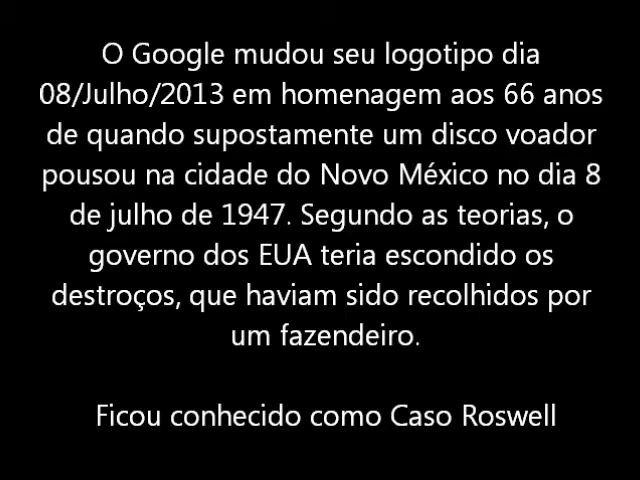 O Google mudou seu logotipo dia
08/Julho/2013 em homenagem aos 66 anos
de quando supostamente um disco voador
pousou na cidade do Novo México no dia 8
de julho de 1947. Segundo as teorias, o
governo dos EUA teria escondido os
destroços, que haviam sido recolhidos por
um fazendeiro.
Ficou conhecido como Caso Roswell